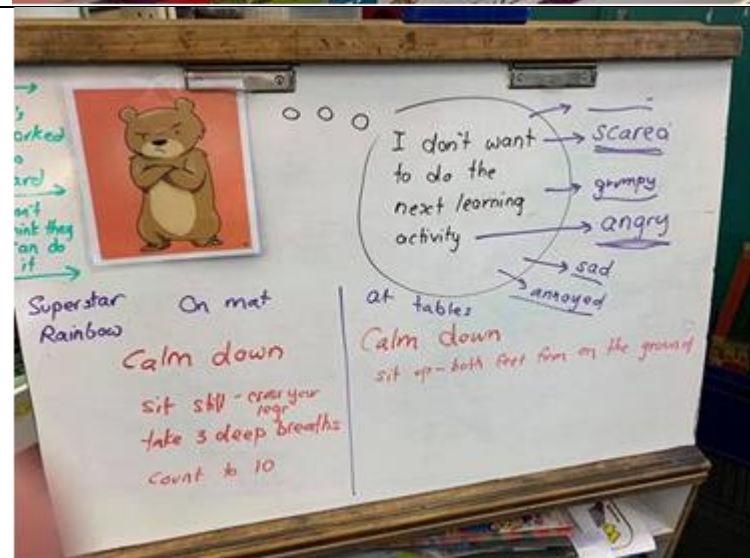 I don't want
to do the
next learning
activity
scared
grumpy
angry
sad
annoyed
Superstar
Rainbow
On mat
Calm down
sit still - cross your
legs
take 3 deep breaths
count to 10
at tables
Calm down
sit up - both feet firm on the ground